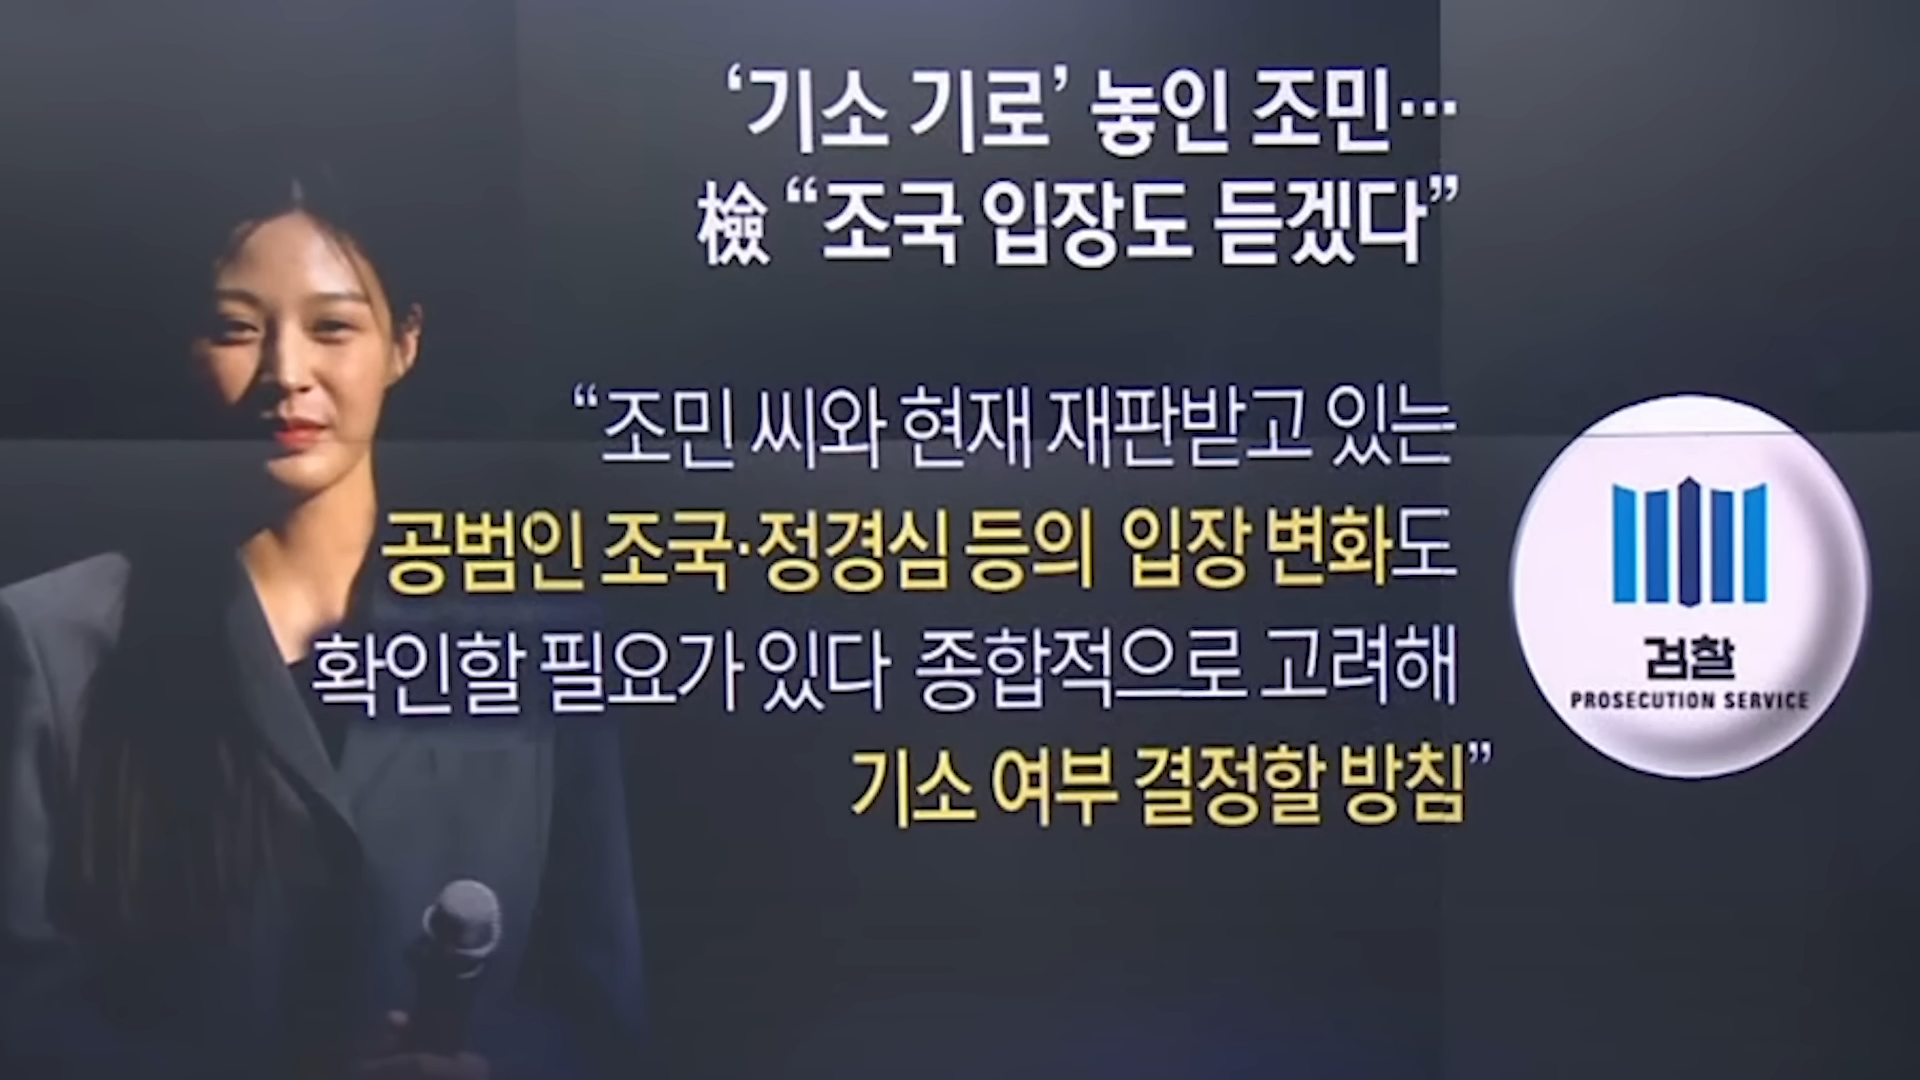 ‘기소 기로’ 놓인 조민…
檢 “조국 입장도 듣겠다”
“조민 씨와 현재 재판받고 있는
공범인 조국·정경심 등의 입장 변화도
확인할 필요가 있다 종합적으로 고려해
기소 여부 결정할 방침”
검찰
PROSECUTION SERVICE